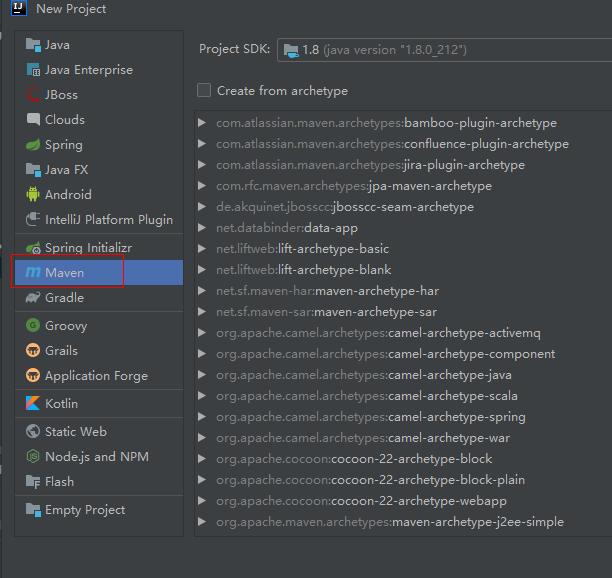 New Project
Java
Java Enterprise
JBoss
Clouds
Spring
Java FX
Android
IntelliJ Platform Plugin
Spring Initializr
Maven
Gradle
Groovy
Grails
Application Forge
Kotlin
Static Web
Node.js and NPM
Flash
Empty Project
Project SDK: 1.8 (java version "1.8.0_212")
Create from archetype
com.atlassian.maven.archetypes:bamboo-plugin-archetype
com.atlassian.maven.archetypes:confluence-plugin-archetype
com.atlassian.maven.archetypes:jira-plugin-archetype
com.rfc.maven.archetypes:jpa-maven-archetype
de.akquinet.jbosscc:jbosscc-seam-archetype
net.databinder:data-app
net.liftweb:lift-archetype-basic
net.liftweb:lift-archetype-blank
net.sf.maven-har:maven-archetype-har
net.sf.maven-sar:maven-archetype-sar
org.apache.camel.archetypes:camel-archetype-activemq
org.apache.camel.archetypes:camel-archetype-component
org.apache.camel.archetypes:camel-archetype-java
org.apache.camel.archetypes:camel-archetype-scala
org.apache.camel.archetypes:camel-archetype-spring
org.apache.camel.archetypes:camel-archetype-war
org.apache.cocoon:cocoon-22-archetype-block
org.apache.cocoon:cocoon-22-archetype-block-plain
org.apache.cocoon:cocoon-22-archetype-webapp
org.apache.maven.archetypes:maven-archetype-j2ee-simple